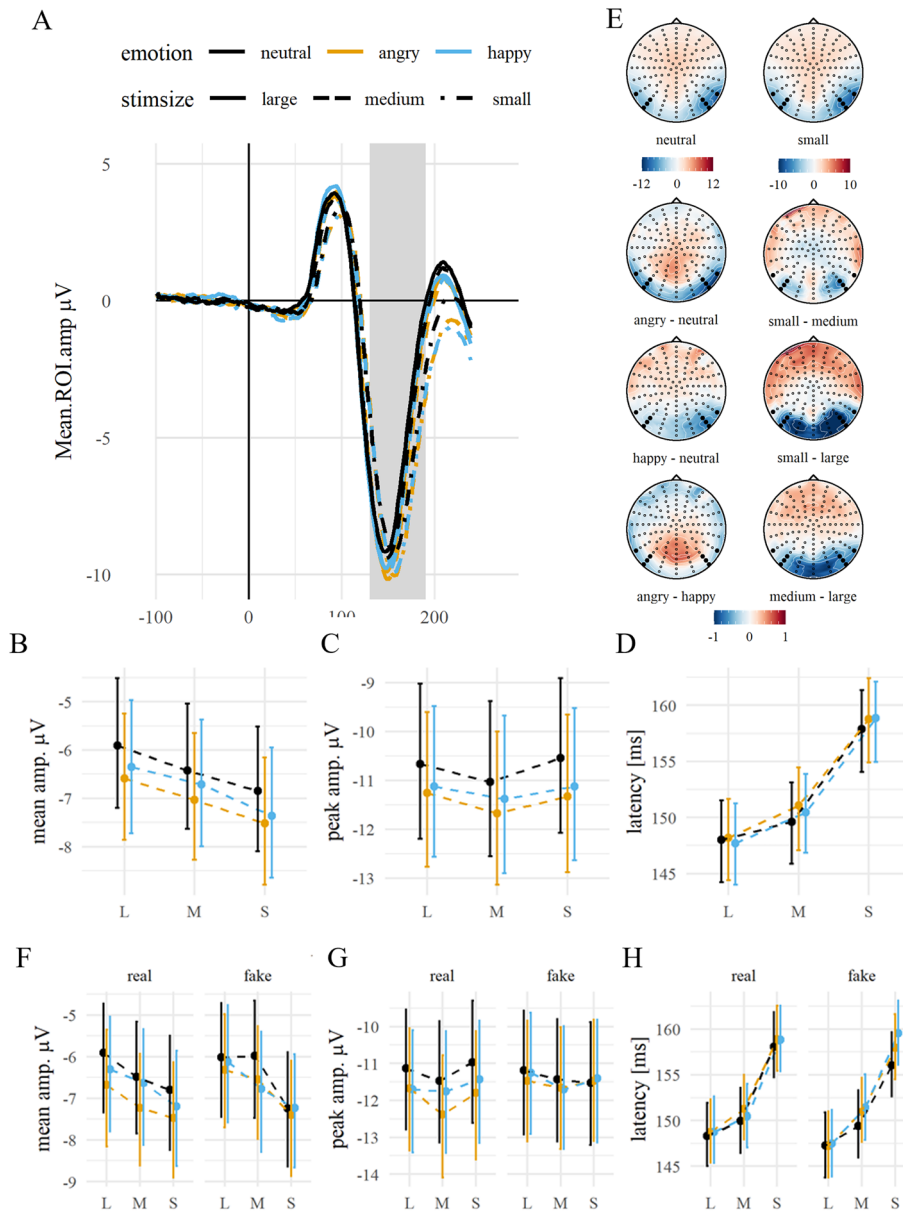 A
emotion neutral angry happy
stimsize large medium small
Mean.ROI.amp µV
5
0
-5
-10
-100 0 100 200
E
neutral small
-12 0 12 -10 0 10
angry - neutral small - medium
happy - neutral small - large
angry - happy medium - large
-1 0 1
B
mean amp. µV
-5
-6
-7
-8
L M S
C
peak amp. µV
-9
-10
-11
-12
-13
L M S
D
latency [ms]
160
155
150
145
L M S
F
real fake
mean amp. µV
-5
-6
-7
-8
-9
L M S L M S
G
real fake
peak amp. µV
-10
-11
-12
-13
-14
L M S L M S
H
real fake
latency [ms]
160
155
150
145
L M S L M S